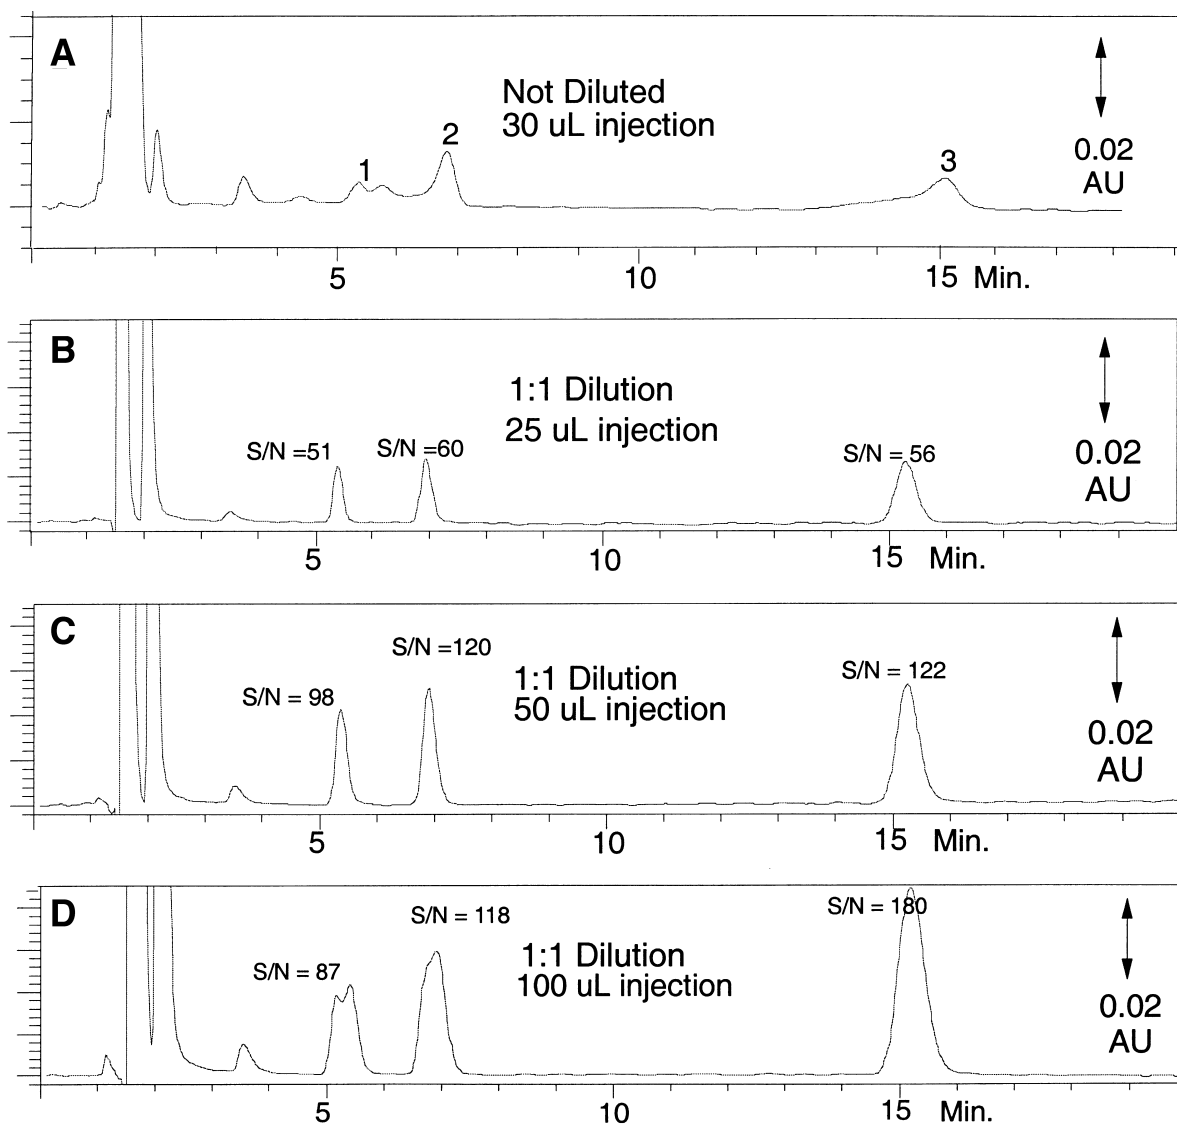 A
Not Diluted
30 uL injection
0.02
AU
1
2
3
5
10
15 Min.
B
1:1 Dilution
25 uL injection
0.02
AU
S/N =51
S/N =60
S/N = 56
5
10
15 Min.
C
S/N =120
1:1 Dilution
50 uL injection
S/N = 98
S/N = 122
0.02
AU
5
10
15 Min.
D
S/N = 118
S/N = 180
1:1 Dilution
100 uL injection
S/N = 87
0.02
AU
5
10
15 Min.